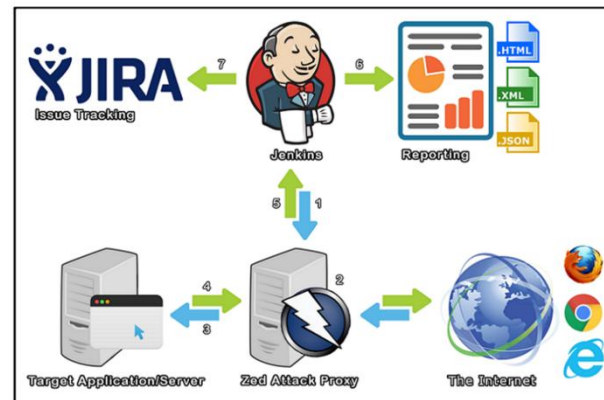 JIRA
Issue Tracking
7
Jenkins
6
Reporting
.HTML
.XML
.JSON
5
1
Target Application/Server
4
3
Zed Attack Proxy
2
The Internet